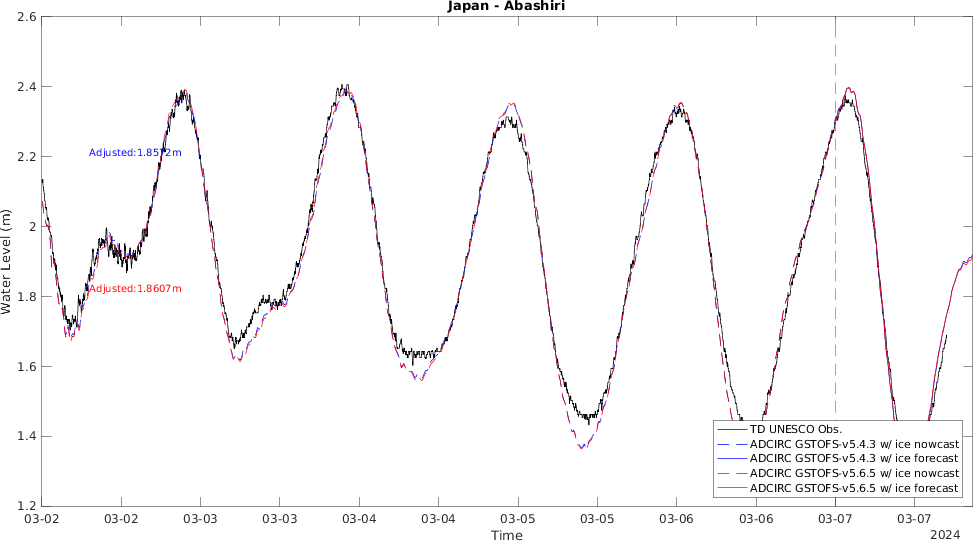 Japan - Abashiri
2.6
2.4
2.2
2
1.8
1.6
1.4
1.2
Water Level (m)
Adjusted:1.8572m
Adjusted:1.8607m
TD UNESCO Obs.
ADCIRC GSTOFS-v5.4.3 w/ ice nowcast
ADCIRC GSTOFS-v5.4.3 w/ ice forecast
ADCIRC GSTOFS-v5.6.5 w/ ice nowcast
ADCIRC GSTOFS-v5.6.5 w/ ice forecast
03-02 03-02 03-03 03-03 03-04 03-04 03-05 03-05 03-06 03-06 03-07 03-07
Time
2024